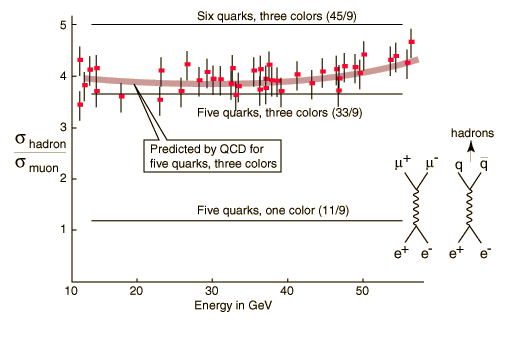 Six quarks, three colors (45/9)
5
4
Five quarks, three colors (33/9)
3
σ hadron
σ muon
Predicted by QCD for
five quarks, three colors
hadrons
μ+ μ- q q̅
2
Five quarks, one color (11/9)
1
e+ e- e+ e-
10 20 30 40 50
Energy in GeV